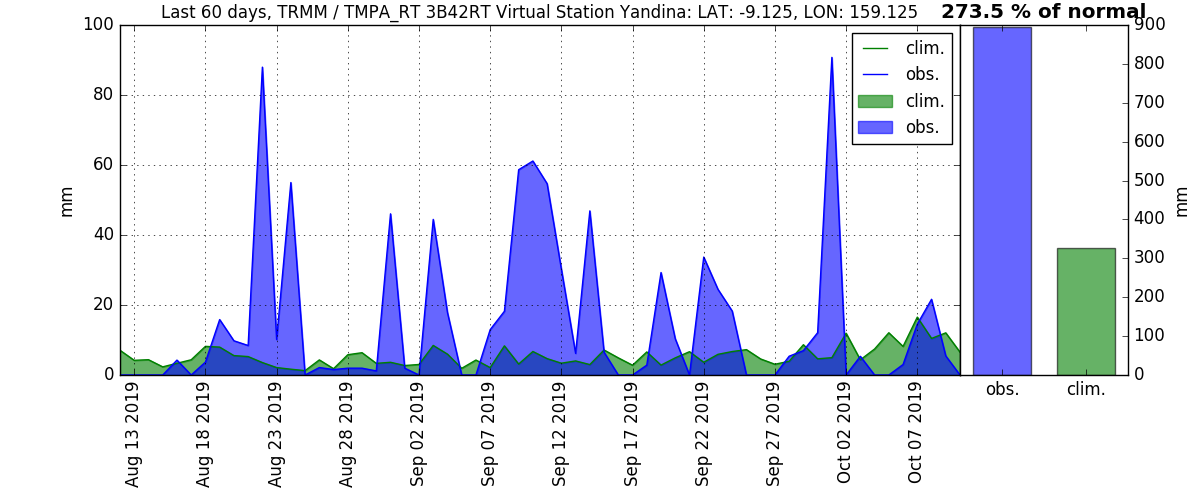 Last 60 days, TRMM / TMPA_RT 3B42RT Virtual Station Yandina: LAT: -9.125, LON: 159.125
273.5 % of normal
100
80
60
40
20
0
mm
clim.
obs.
clim.
obs.
900
800
700
600
500
400
300
200
100
0
mm
Aug 13 2019
Aug 18 2019
Aug 23 2019
Aug 28 2019
Sep 02 2019
Sep 07 2019
Sep 12 2019
Sep 17 2019
Sep 22 2019
Sep 27 2019
Oct 02 2019
Oct 07 2019
obs.
clim.